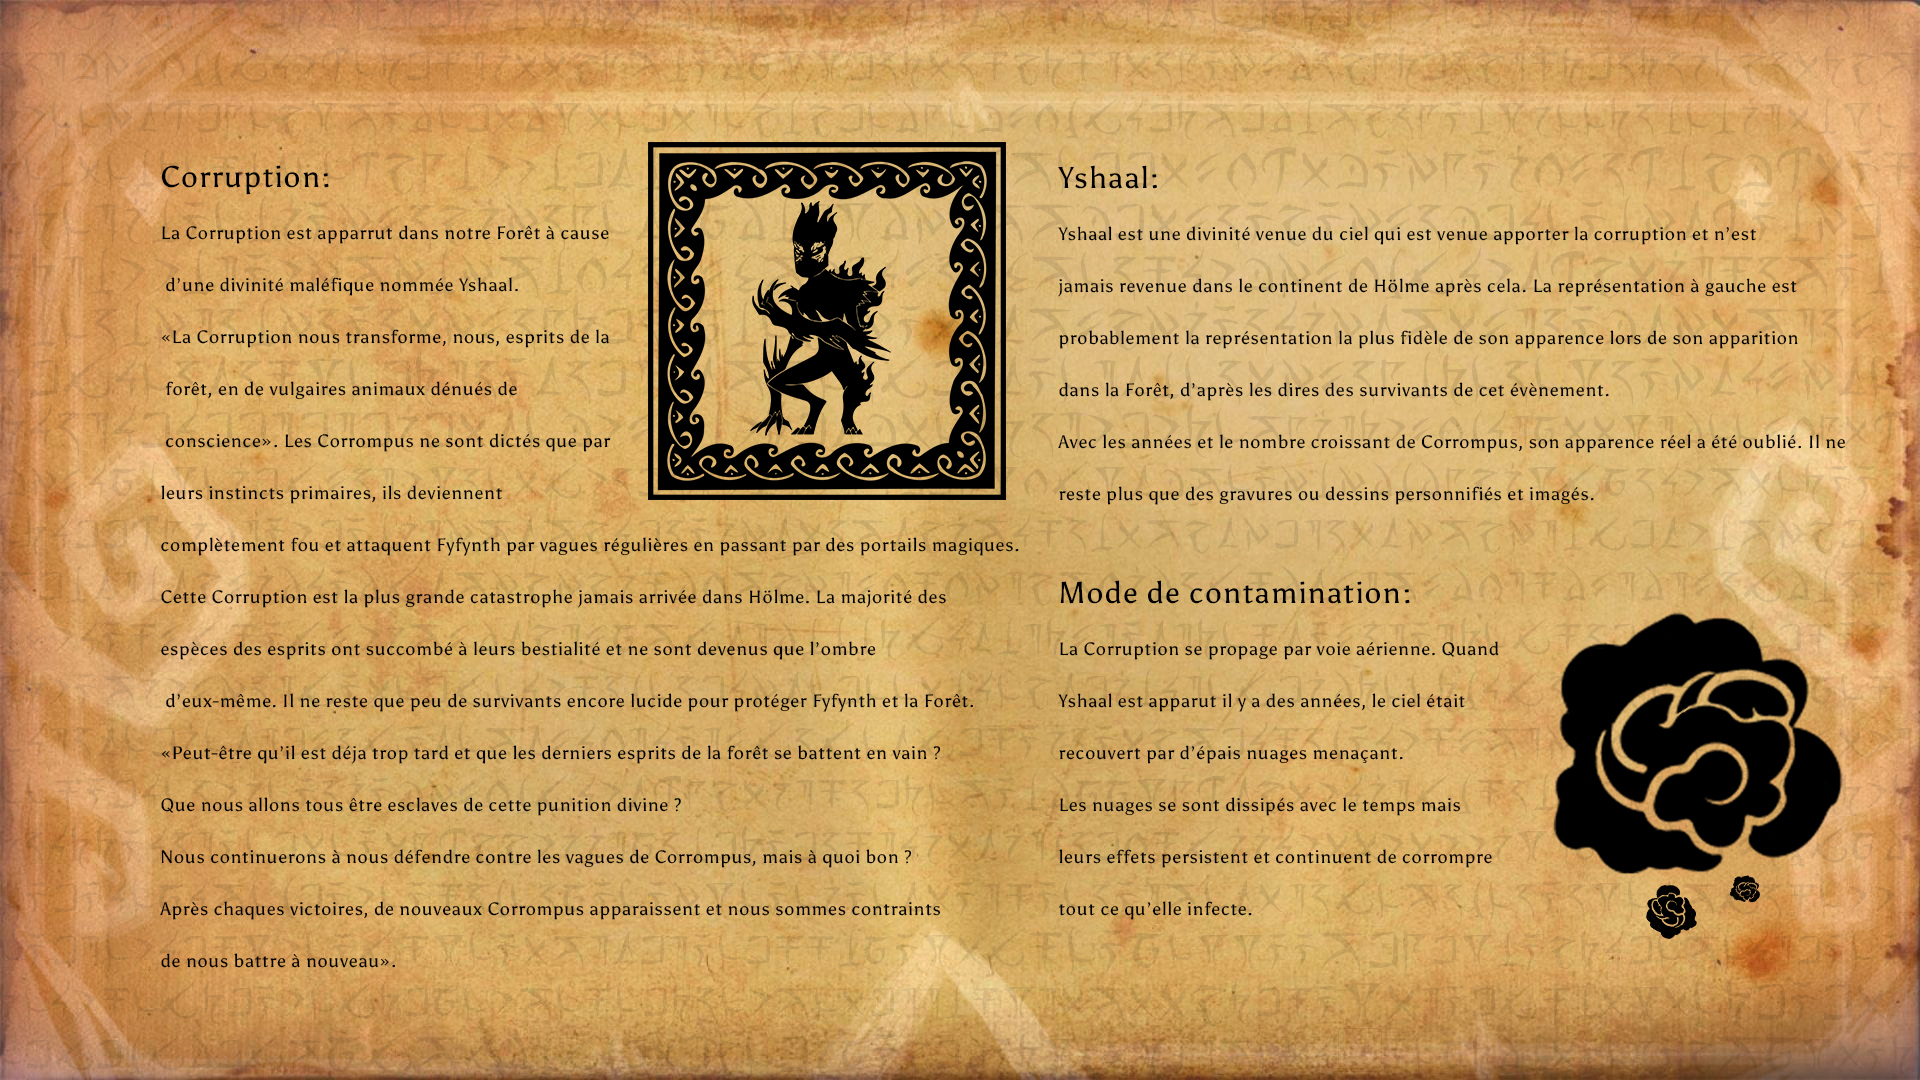 Corruption:
La Corruption est apparrut dans notre Forêt à cause
d’une divinité maléfique nommée Yshaal.
«La Corruption nous transforme, nous, esprits de la
forêt, en de vulgaires animaux dénués de
conscience». Les Corrompus ne sont dictés que par
leurs instincts primaires, ils deviennent
complètement fou et attaquent Fyfynth par vagues régulières en passant par des portails magiques.
Cette Corruption est la plus grande catastrophe jamais arrivée dans Hölme. La majorité des
espèces des esprits ont succombé à leurs bestialité et ne sont devenus que l’ombre
d’eux-même. Il ne reste que peu de survivants encore lucide pour protéger Fyfynth et la Forêt.
«Peut-être qu’il est déja trop tard et que les derniers esprits de la forêt se battent en vain ?
Que nous allons tous être esclaves de cette punition divine ?
Nous continuerons à nous défendre contre les vagues de Corrompus, mais à quoi bon ?
Après chaques victoires, de nouveaux Corrompus apparaissent et nous sommes contraints
de nous battre à nouveau».
Yshaal:
Yshaal est une divinité venue du ciel qui est venue apporter la corruption et n’est
jamais revenue dans le continent de Hölme après cela. La représentation à gauche est
probablement la représentation la plus fidèle de son apparence lors de son apparition
dans la Forêt, d’après les dires des survivants de cet évènement.
Avec les années et le nombre croissant de Corrompus, son apparence réel a été oublié. Il ne
reste plus que des gravures ou dessins personnifiés et imagés.
Mode de contamination:
La Corruption se propage par voie aérienne. Quand
Yshaal est apparut il y a des années, le ciel était
recouvert par d’épais nuages menaçant.
Les nuages se sont dissipés avec le temps mais
leurs effets persistent et continuent de corrompre
tout ce qu’elle infecte.